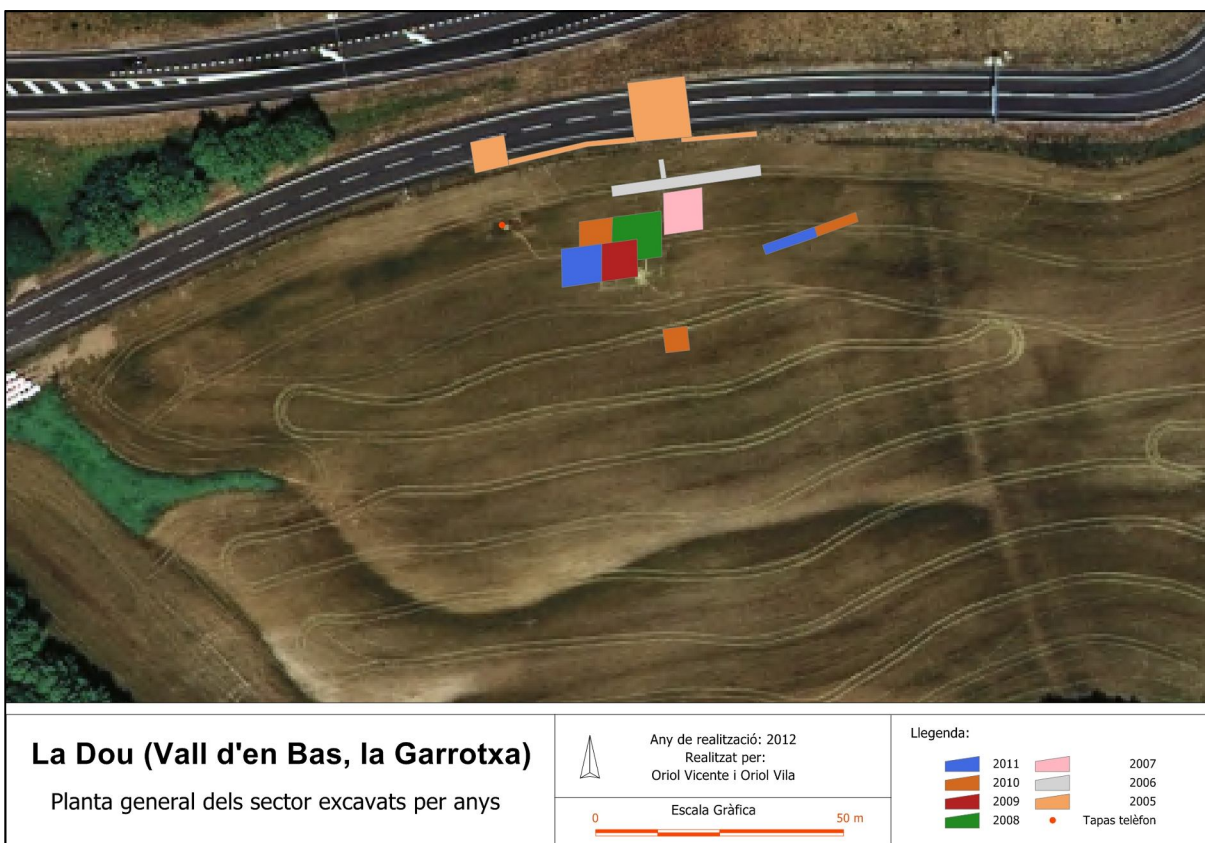 La Dou (Vall d'en Bas, la Garrotxa)
Planta general dels sector excavats per anys
Any de realització: 2012
Realitzat per:
Oriol Vicente i Oriol Vila
Escala Gràfica
0 50 m
Llegenda:
2011 2007
2010 2006
2009 2005
2008 Tapas telèfon